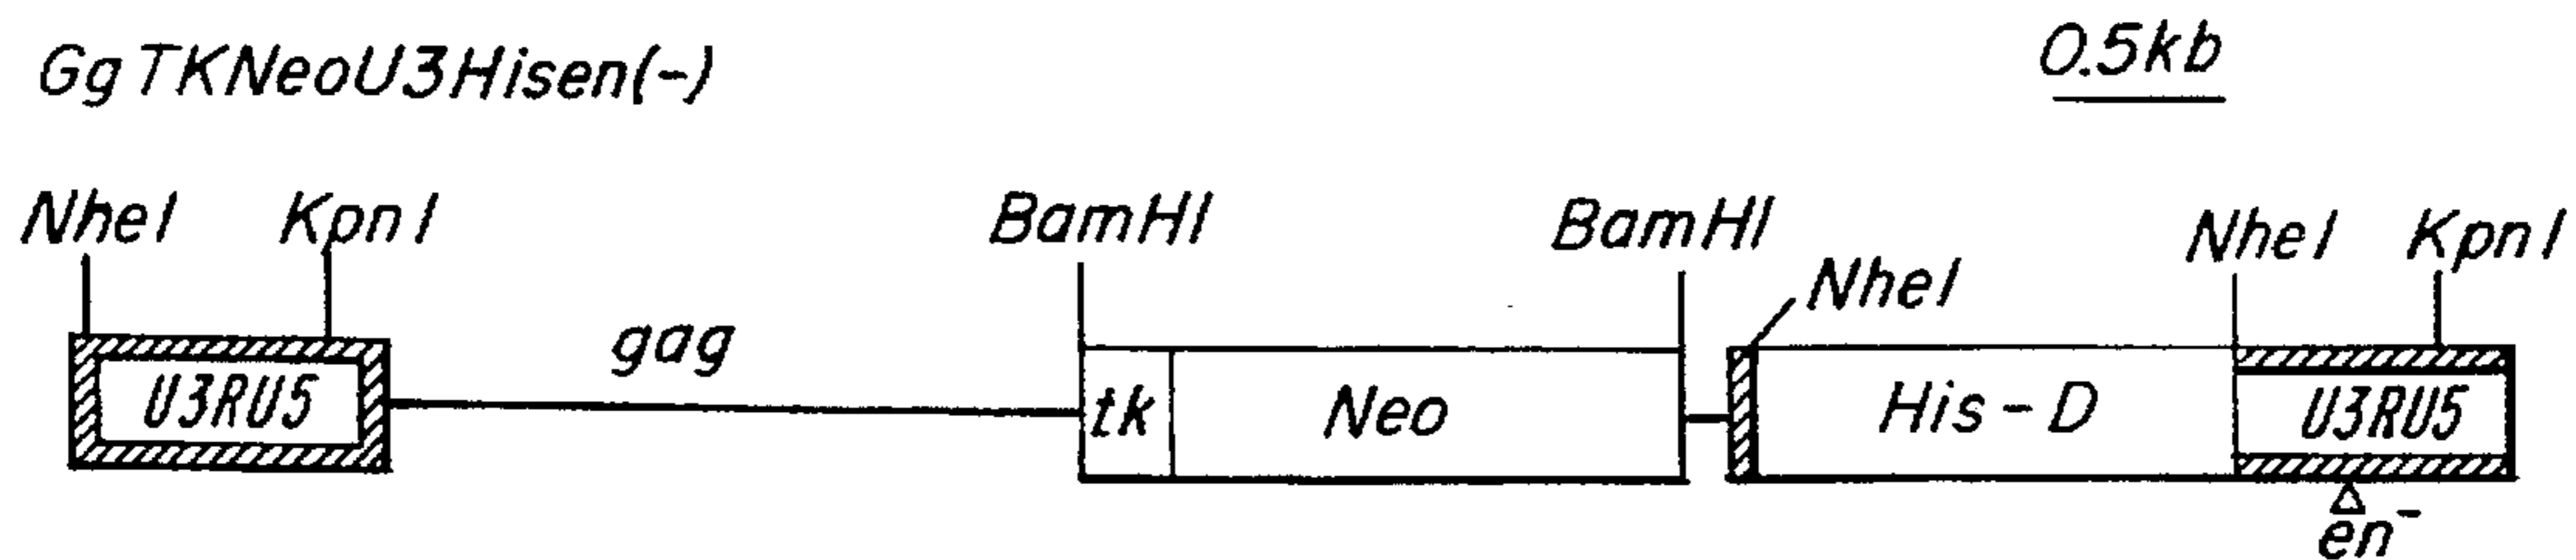 GgTKNeoU3Hisen(-)
0.5kb
NheI KpnI BamHI BamHI NheI NheI KpnI
gag
U3RU5 tk Neo His-D U3RU5
en⁻